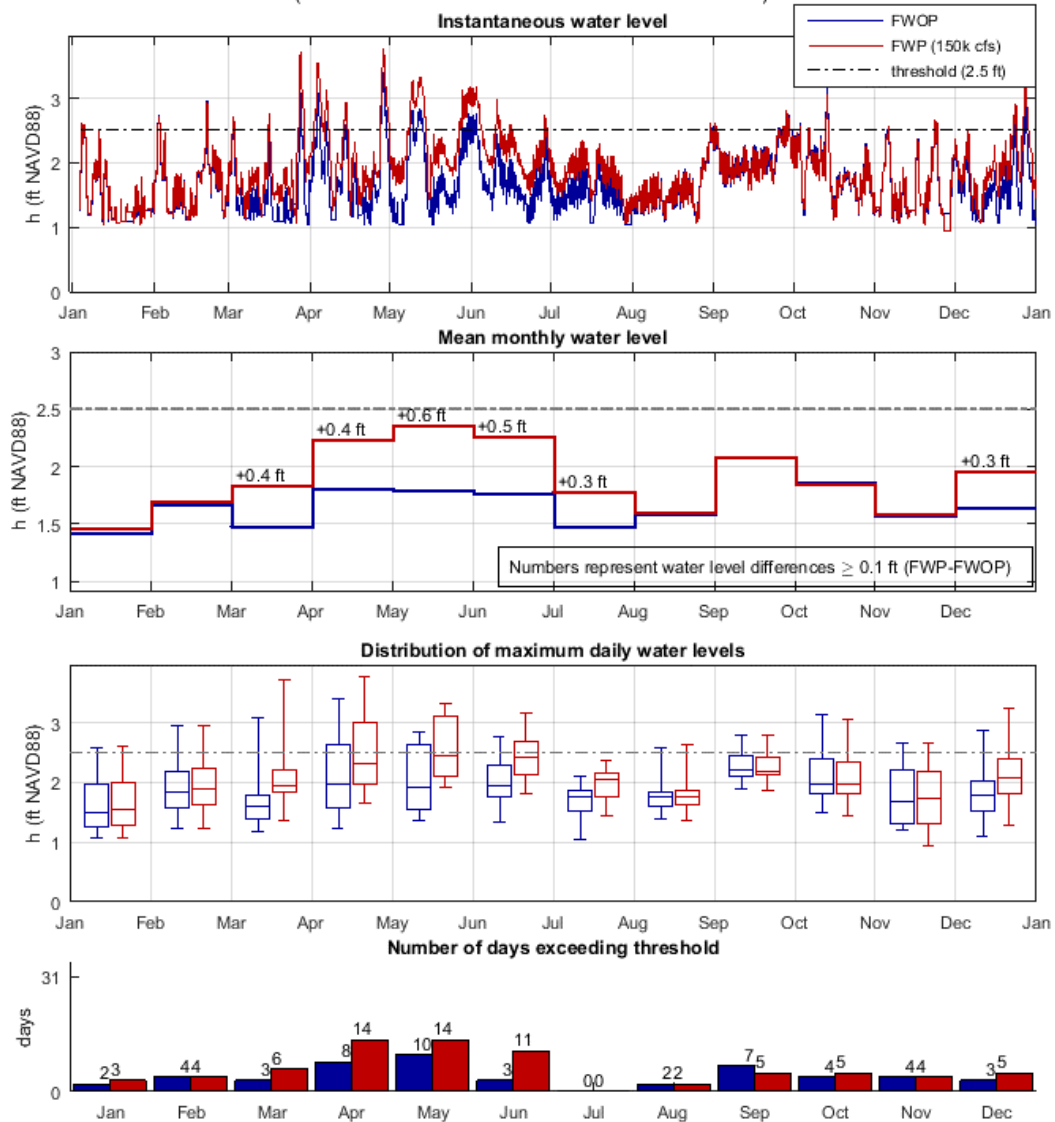 Instantaneous water level
FWOP
FWP (150k cfs)
threshold (2.5 ft)
h (ft NAVD88)
3
2
1
0
Jan Feb Mar Apr May Jun Jul Aug Sep Oct Nov Dec Jan
Mean monthly water level
h (ft NAVD88)
3
2.5
2
1.5
1
+0.4 ft
+0.4 ft
+0.6 ft
+0.5 ft
+0.3 ft
+0.3 ft
Numbers represent water level differences ≥ 0.1 ft (FWP-FWOP)
Jan Feb Mar Apr May Jun Jul Aug Sep Oct Nov Dec
Distribution of maximum daily water levels
h (ft NAVD88)
3
2
1
0
Jan Feb Mar Apr May Jun Jul Aug Sep Oct Nov Dec Jan
Number of days exceeding threshold
days
31
0
2 3 4 4 3 6 8 14 10 14 3 11 0 0 2 2 7 5 4 5 4 4 3 5
Jan Feb Mar Apr May Jun Jul Aug Sep Oct Nov Dec